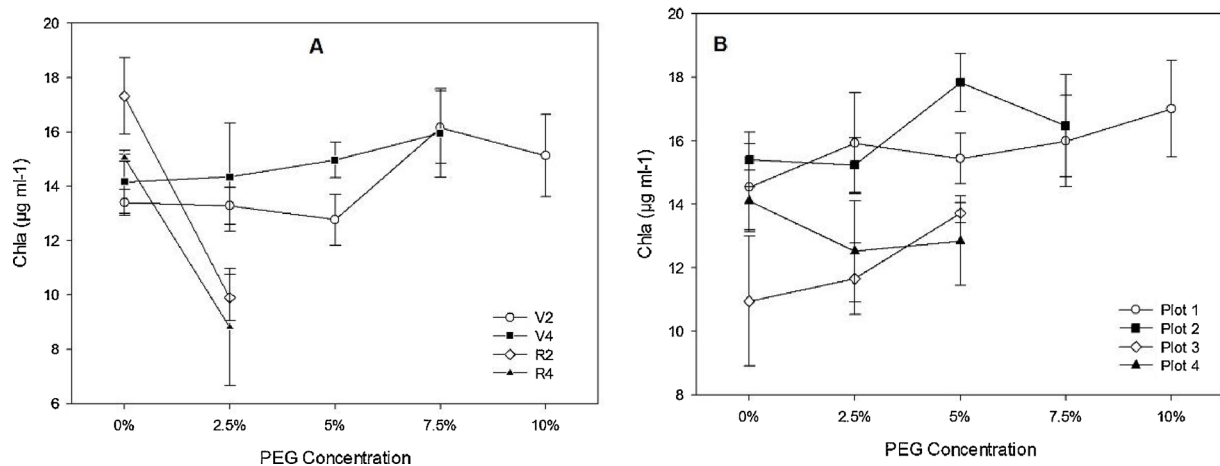 A
Chla (µg ml-1)
20
18
16
14
12
10
8
6
0%
2.5%
5%
7.5%
10%
PEG Concentration
V2
V4
R2
R4
B
Chla (µg ml-1)
20
18
16
14
12
10
8
0%
2.5%
5%
7.5%
10%
PEG Concentration
Plot 1
Plot 2
Plot 3
Plot 4